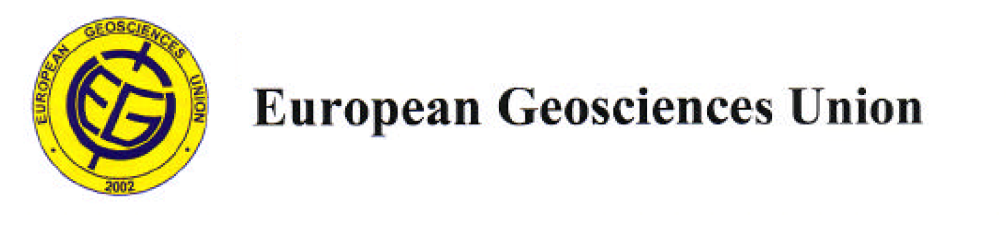 EUROPEAN GEOSCIENCES UNION
EG
2002
European Geosciences Union